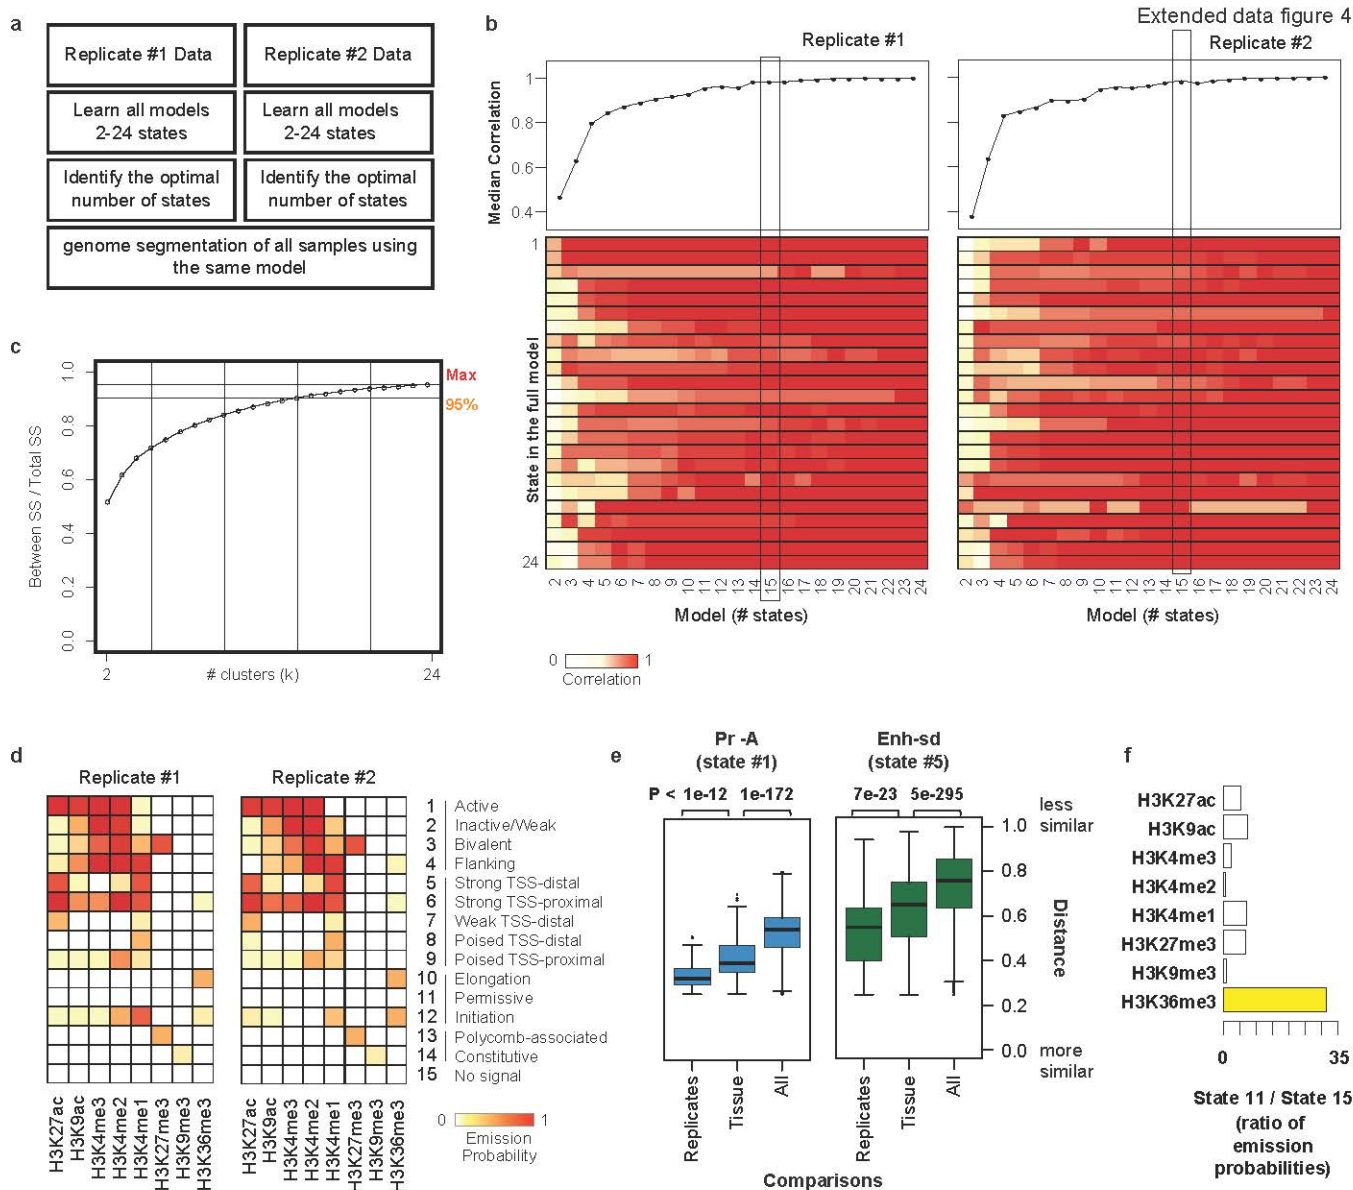 Extended data figure 4
a
Replicate #1 Data
Replicate #2 Data
Learn all models
2-24 states
Learn all models
2-24 states
Identify the optimal
number of states
Identify the optimal
number of states
genome segmentation of all samples using
the same model
b
Replicate #1
Replicate #2
Median Correlation
1
0.8
0.6
0.4
State in the full model
1
24
2 3 4 5 6 7 8 9 10 11 12 13 14 15 16 17 18 19 20 21 22 23 24
2 3 4 5 6 7 8 9 10 11 12 13 14 15 16 17 18 19 20 21 22 23 24
Model (# states)
Model (# states)
0 1
Correlation
c
Between SS / Total SS
1.0
0.8
0.6
0.4
0.2
0.0
Max
95%
2 24
# clusters (k)
d
Replicate #1
Replicate #2
1 Active
2 Inactive/Weak
3 Bivalent
4 Flanking
5 Strong TSS-distal
6 Strong TSS-proximal
7 Weak TSS-distal
8 Poised TSS-distal
9 Poised TSS-proximal
10 Elongation
11 Permissive
12 Initiation
13 Polycomb-associated
14 Constitutive
15 No signal
H3K27ac
H3K9ac
H3K4me3
H3K4me2
H3K4me1
H3K27me3
H3K9me3
H3K36me3
H3K27ac
H3K9ac
H3K4me3
H3K4me2
H3K4me1
H3K27me3
H3K9me3
H3K36me3
0 1
Emission
Probability
e
Pr -A
(state #1)
Enh-sd
(state #5)
P < 1e-12 1e-172
7e-23 5e-295
less
similar
1.0
0.8
0.6
0.4
0.2
0.0
more
similar
Distance
Replicates
Tissue
All
Replicates
Tissue
All
Comparisons
f
H3K27ac
H3K9ac
H3K4me3
H3K4me2
H3K4me1
H3K27me3
H3K9me3
H3K36me3
0 35
State 11 / State 15
(ratio of
emission
probabilities)